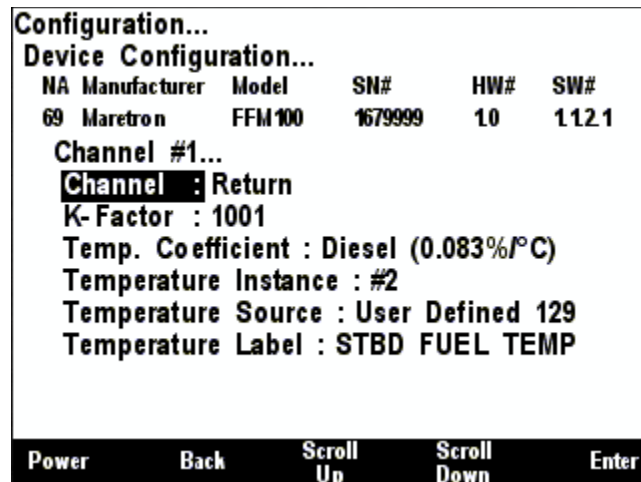 Configuration...
Device Configuration...
NA Manufacturer Model SN# HW# SW#
69 Maretron FFM100 1679999 1.0 1.1.2.1
Channel #1...
Channel : Return
K-Factor : 1001
Temp. Coefficient : Diesel (0.083%/°C)
Temperature Instance : #2
Temperature Source : User Defined 129
Temperature Label : STBD FUEL TEMP
Power Back Scroll Up Scroll Down Enter